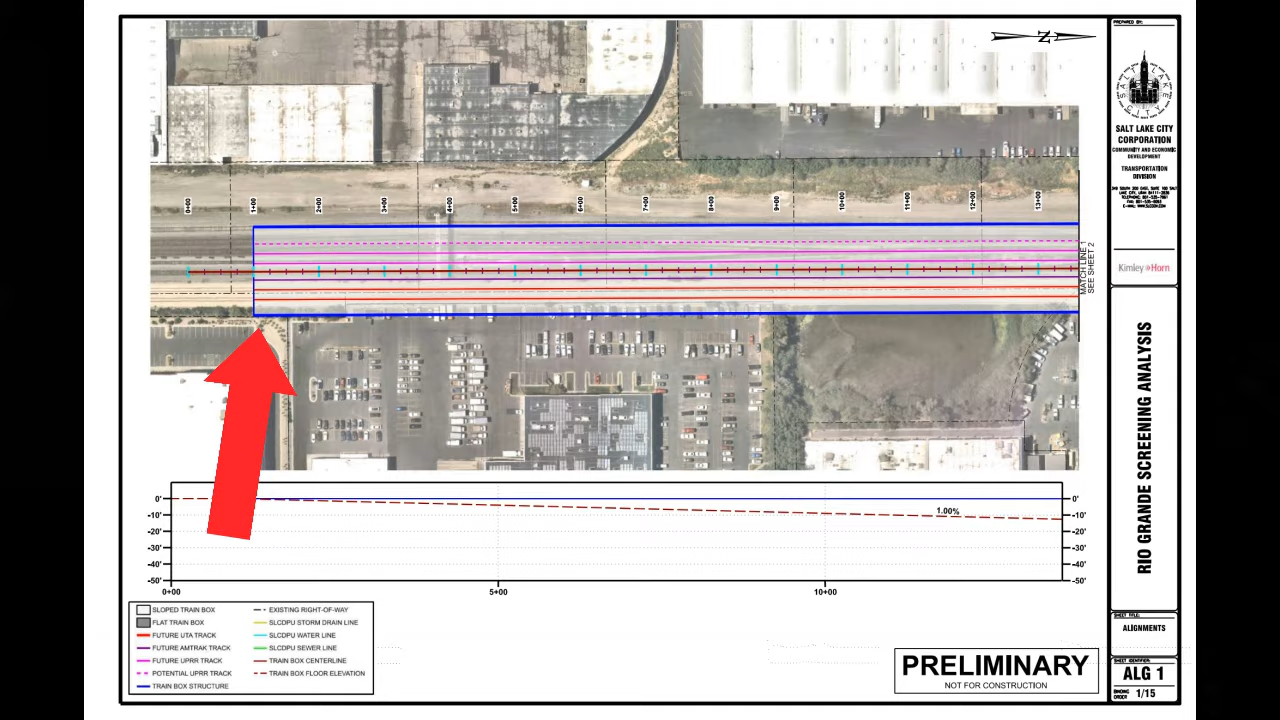 N
0+00
1+00
2+00
3+00
4+00
5+00
6+00
7+00
8+00
9+00
10+00
11+00
12+00
13+00
MATCH LINE 1
SEE SHEET 2
0'
-10'
-20'
-30'
-40'
-50'
1.00%
0'
-10'
-20'
-30'
-40'
-50'
0+00
5+00
10+00
SLOPED TRAIN BOX
FLAT TRAIN BOX
FUTURE UTA TRACK
FUTURE AMTRAK TRACK
FUTURE UPRR TRACK
POTENTIAL UPRR TRACK
TRAIN BOX STRUCTURE
EXISTING RIGHT-OF-WAY
SLCDPU STORM DRAIN LINE
SLCDPU WATER LINE
SLCDPU SEWER LINE
TRAIN BOX CENTERLINE
TRAIN BOX FLOOR ELEVATION
PRELIMINARY
NOT FOR CONSTRUCTION
PREPARED BY:
SALT LAKE CITY
SALT LAKE CITY
CORPORATION
COMMUNITY AND ECONOMIC
DEVELOPMENT
TRANSPORTATION
DIVISION
Kimley»Horn
RIO GRANDE SCREENING ANALYSIS
SHEET TITLE:
ALIGNMENTS
SHEET IDENTIFIER:
ALG 1
BINDING
ORDER
1/15